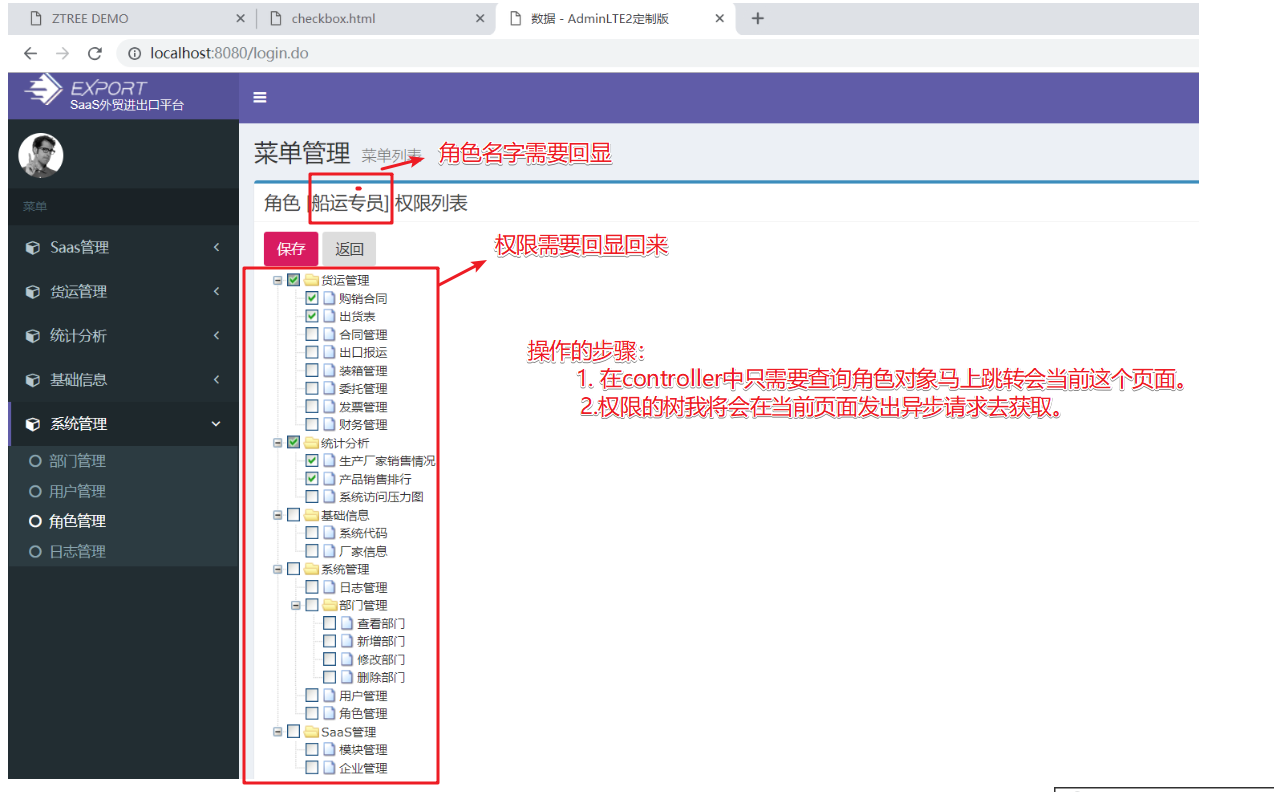 ZTREE DEMO
checkbox.html
数据 - AdminLTE2定制版
localhost:8080/login.do
EXPORT
SaaS外贸进出口平台
菜单
Saas管理
货运管理
统计分析
基础信息
系统管理
部门管理
用户管理
角色管理
日志管理
菜单管理 菜单列表
角色名字需要回显
角色 [船运专员] 权限列表
保存 返回
权限需要回显回来
货运管理
购销合同
出货表
合同管理
出口报运
装箱管理
委托管理
发票管理
财务管理
统计分析
生产厂家销售情况
产品销售排行
系统访问压力图
基础信息
系统代码
厂家信息
系统管理
日志管理
部门管理
查看部门
新增部门
修改部门
删除部门
用户管理
角色管理
SaaS管理
模块管理
企业管理
操作的步骤：
1. 在controller中只需要查询角色对象马上跳转会当前这个页面。
2.权限的树我将会在当前页面发出异步请求去获取。